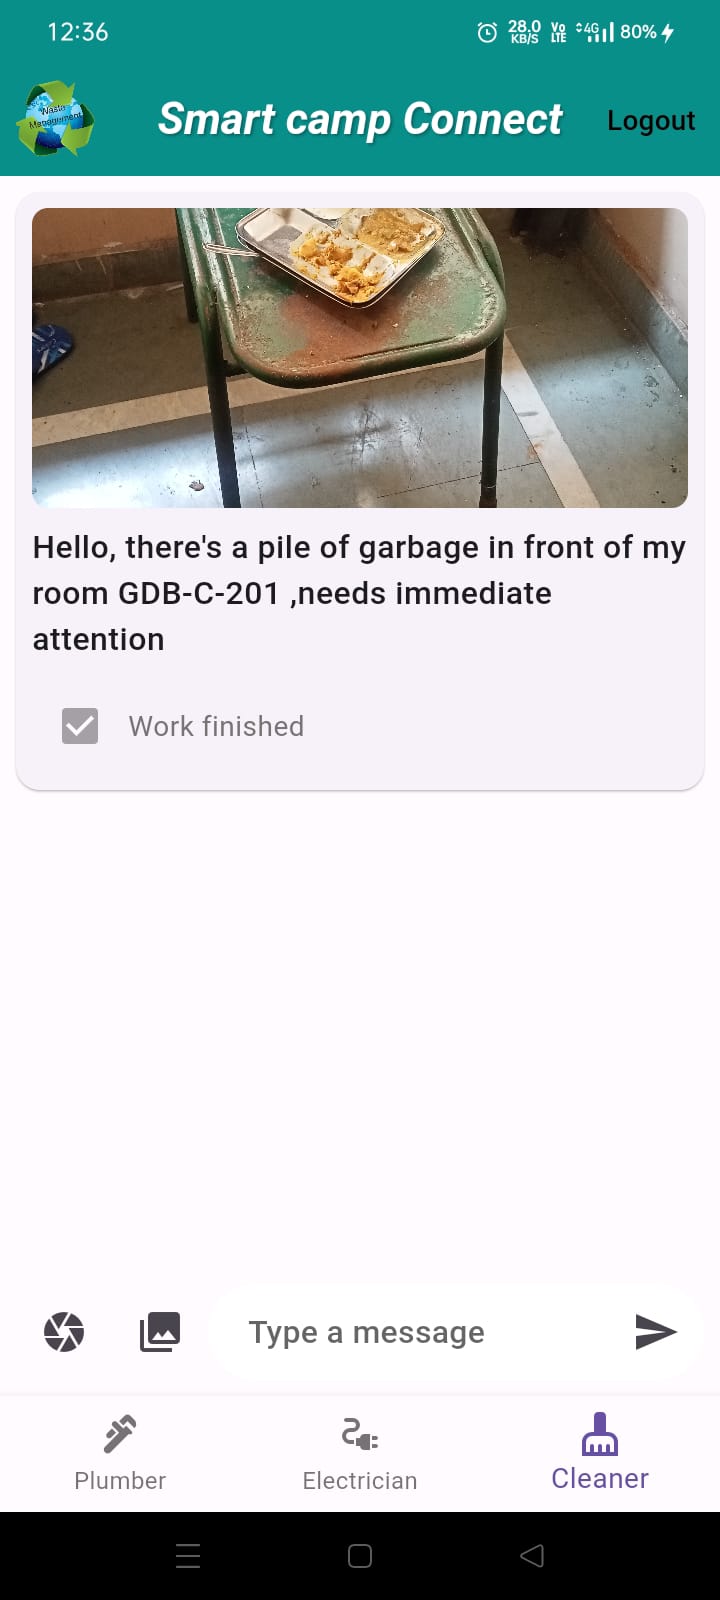 12:36
28.0
KB/S
Vo
LTE
4G
80%
Waste
Management
Smart camp Connect
Logout
Hello, there's a pile of garbage in front of my
room GDB-C-201 ,needs immediate
attention
Work finished
Type a message
Plumber
Electrician
Cleaner